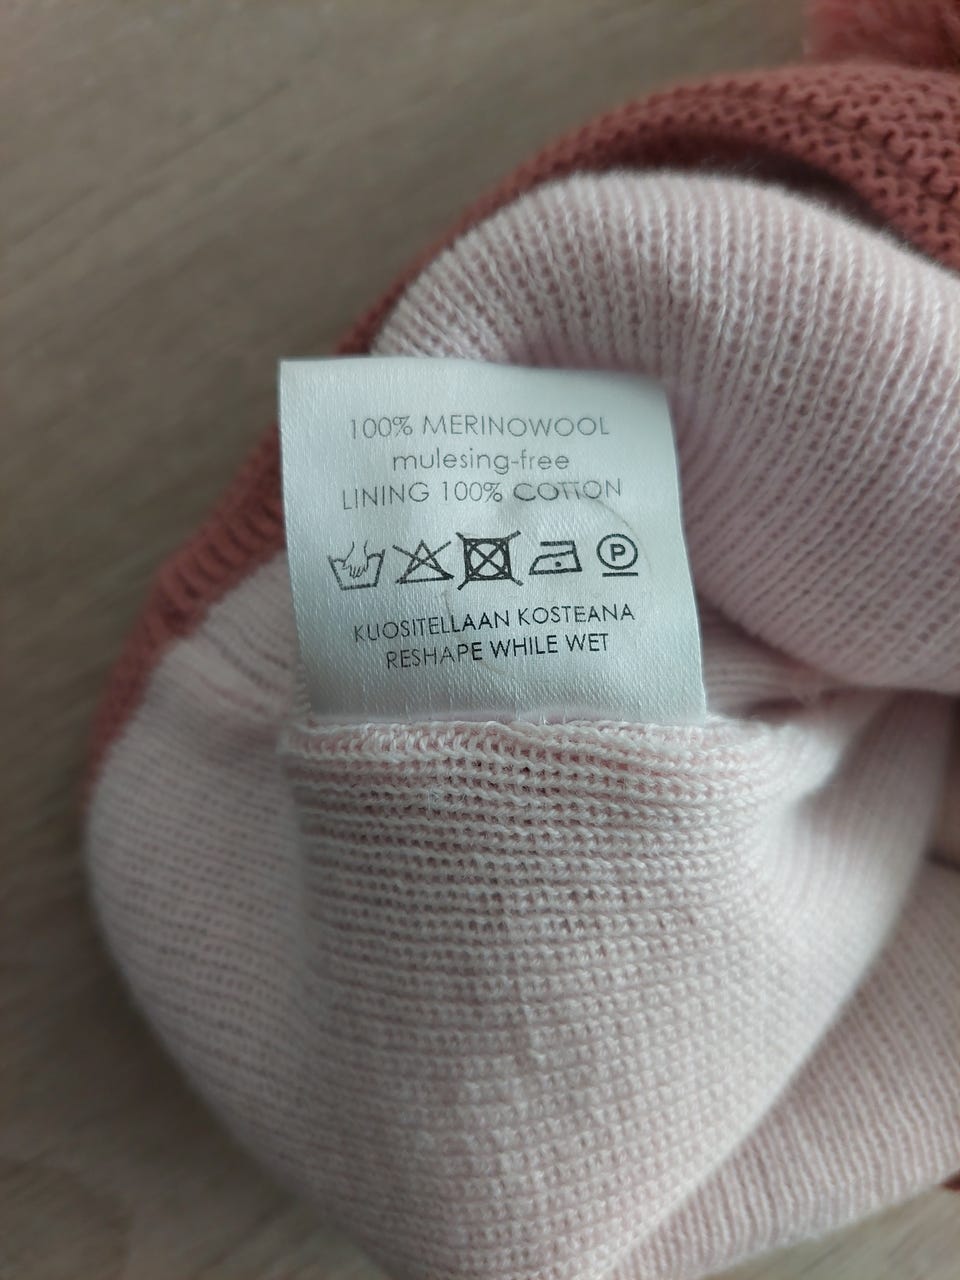 100% MERINOWOOL
mulesing-free
LINING 100% COTTON
P
KUOSITELLAAN KOSTEANA
RESHAPE WHILE WET